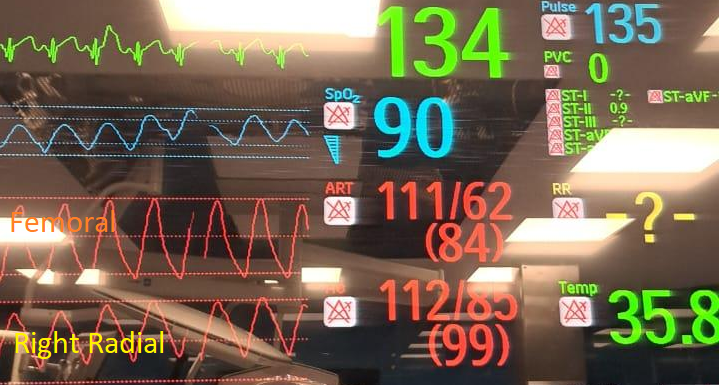 134
Pulse
135
PVC
0
SpO₂
90
ST-I -?-
ST-II 0.9
ST-III -?-
ST-aVF
Femoral
ART
111/62
(84)
RR
-?-
112/85
(99)
Temp
35.8
Right Radial